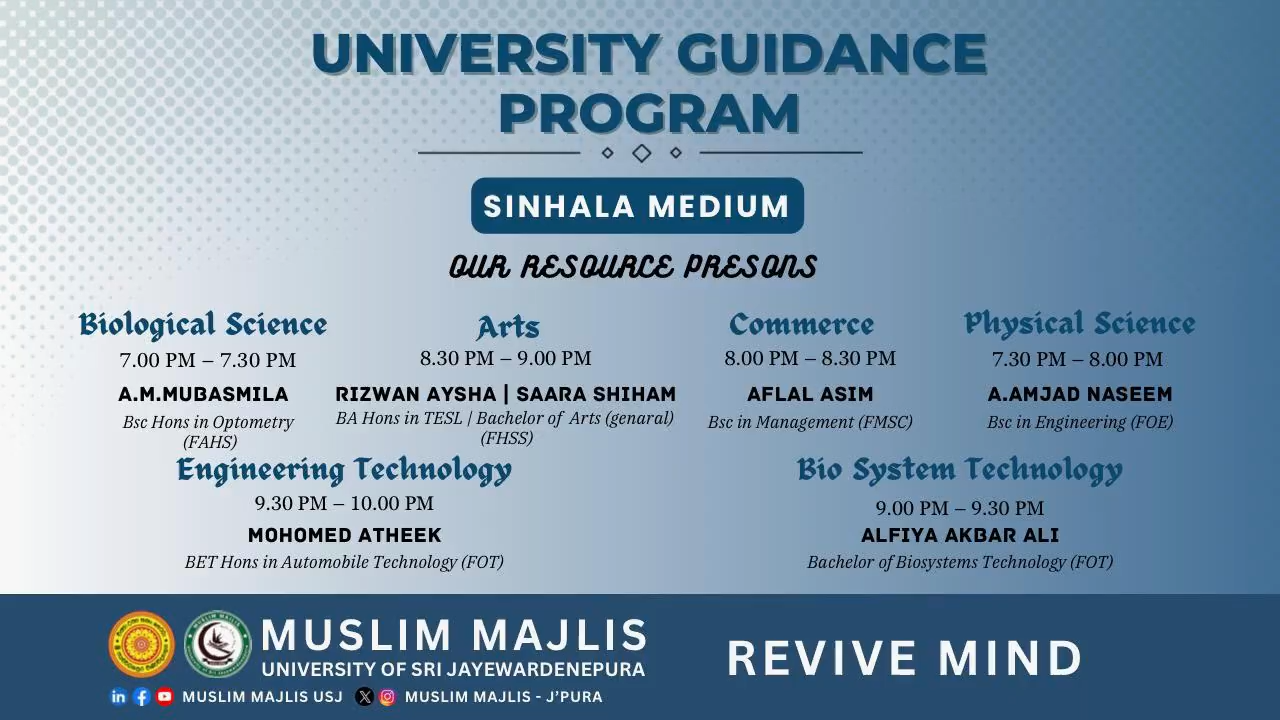 UNIVERSITY GUIDANCE
PROGRAM
SINHALA MEDIUM
OUR RESOURCE PRESONS
Biological Science
7.00 PM – 7.30 PM
A.M.MUBASMILA
Bsc Hons in Optometry
(FAHS)
Arts
8.30 PM – 9.00 PM
RIZWAN AYSHA | SAARA SHIHAM
BA Hons in TESL | Bachelor of Arts (genaral)
(FHSS)
Commerce
8.00 PM – 8.30 PM
AFLAL ASIM
Bsc in Management (FMSC)
Physical Science
7.30 PM – 8.00 PM
A.AMJAD NASEEM
Bsc in Engineering (FOE)
Engineering Technology
9.30 PM – 10.00 PM
MOHOMED ATHEEK
BET Hons in Automobile Technology (FOT)
Bio System Technology
9.00 PM – 9.30 PM
ALFIYA AKBAR ALI
Bachelor of Biosystems Technology (FOT)
MUSLIM MAJLIS
UNIVERSITY OF SRI JAYEWARDENEPURA
MUSLIM MAJLIS USJ
MUSLIM MAJLIS - J'PURA
REVIVE MIND